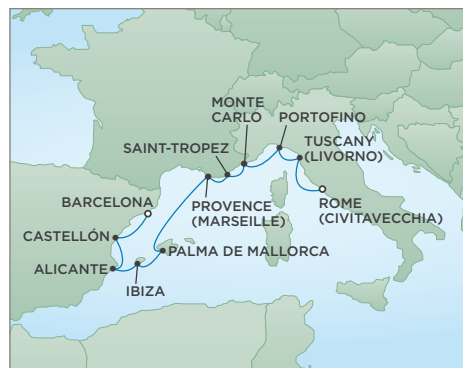 MONTE
CARLO
PORTOFINO
SAINT-TROPEZ
TUSCANY
(LIVORNO)
BARCELONA
PROVENCE
(MARSEILLE)
ROME
(CIVITAVECCHIA)
CASTELLÓN
PALMA DE MALLORCA
ALICANTE
IBIZA